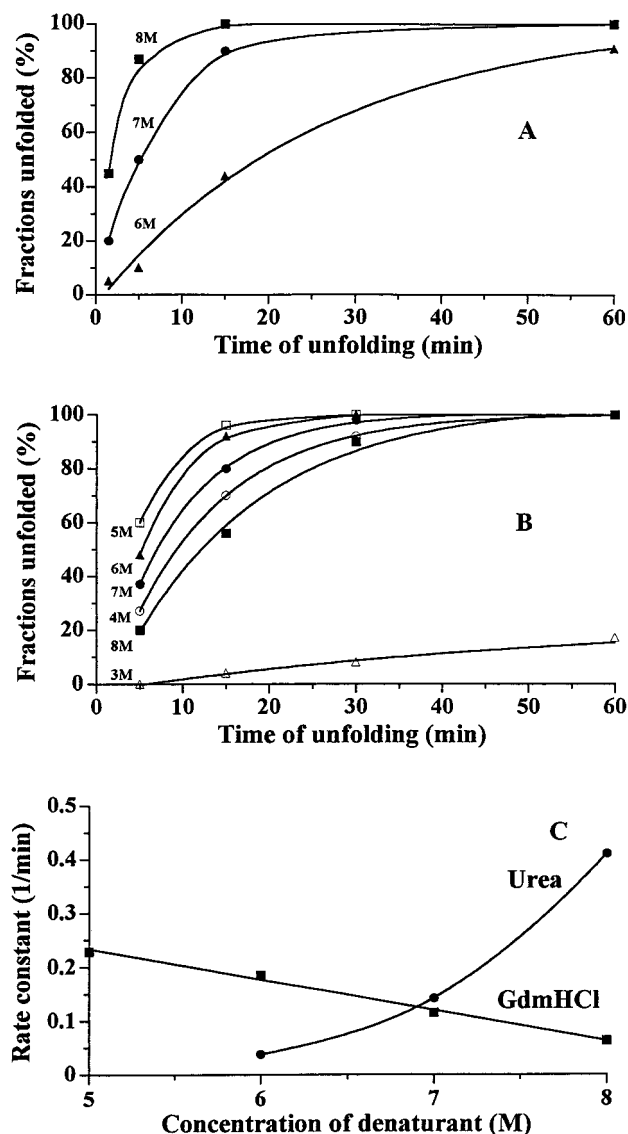 Fractions unfolded (%)
100
80
60
40
20
0
8M
7M
6M
A
0
10
20
30
40
50
60
Time of unfolding (min)
Fractions unfolded (%)
100
80
60
40
20
0
5M
6M
7M
4M
8M
3M
B
0
10
20
30
40
50
60
Time of unfolding (min)
Rate constant (1/min)
0.5
0.4
0.3
0.2
0.1
0
C
Urea
GdmHCl
5
6
7
8
Concentration of denaturant (M)